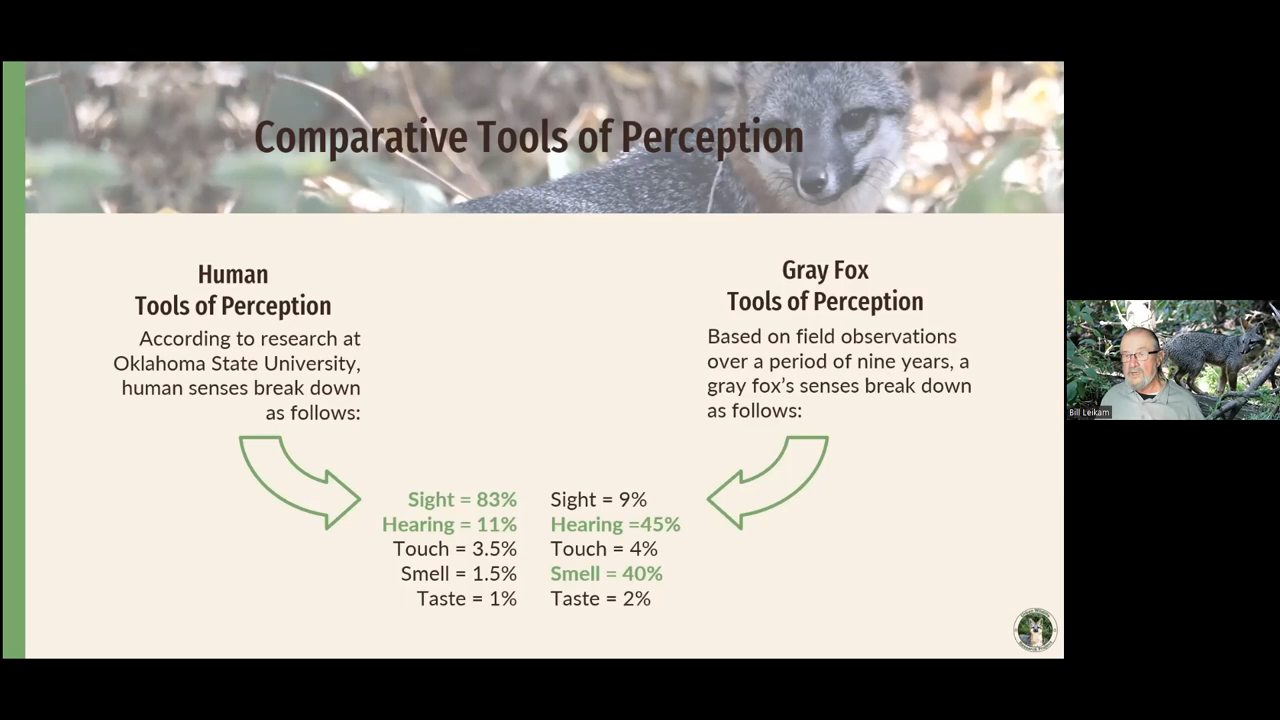 Comparative Tools of Perception
Human
Tools of Perception
According to research at
Oklahoma State University,
human senses break down
as follows:
Gray Fox
Tools of Perception
Based on field observations
over a period of nine years, a
gray fox's senses break down
as follows:
Sight = 83%
Hearing = 11%
Touch = 3.5%
Smell = 1.5%
Taste = 1%
Sight = 9%
Hearing =45%
Touch = 4%
Smell = 40%
Taste = 2%
Bill Leikam